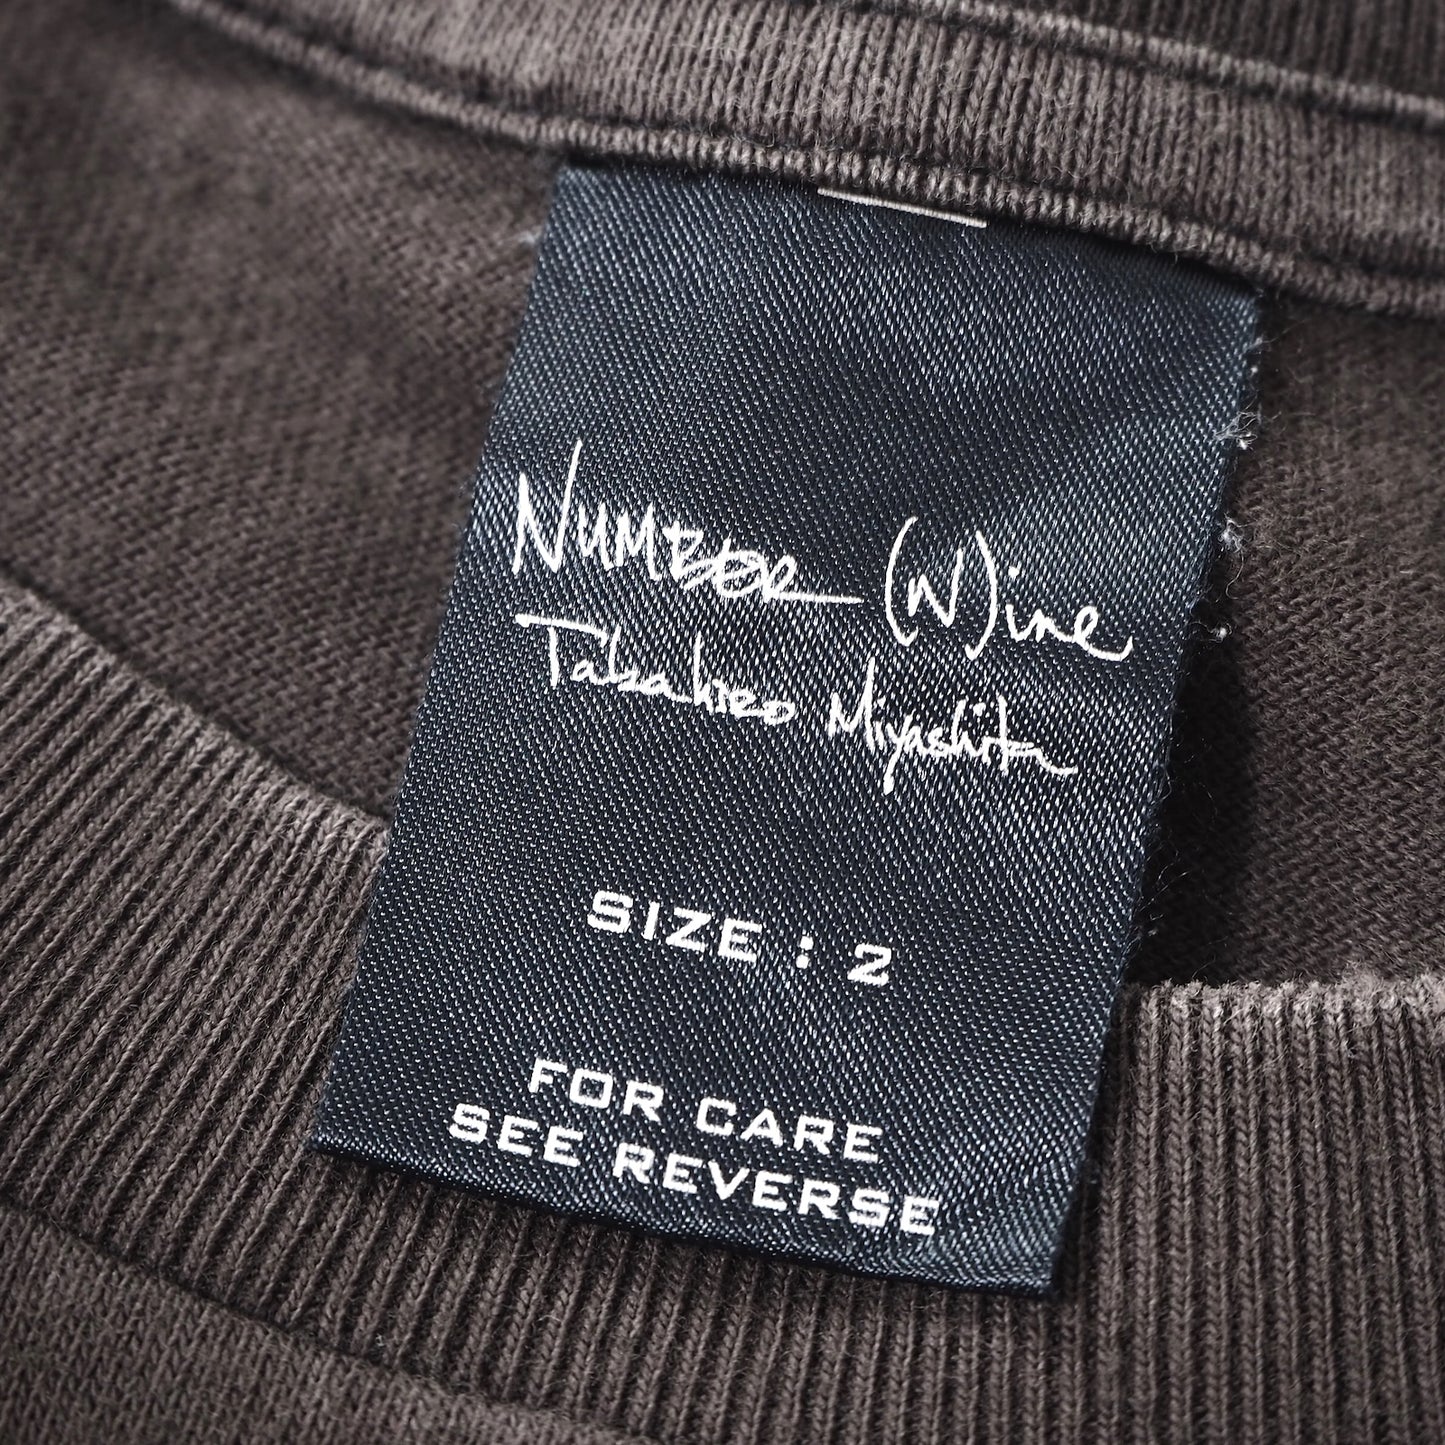 NUMBER (N)ine
Takahiro Miyashita
SIZE : 2
FOR CARE
SEE REVERSE